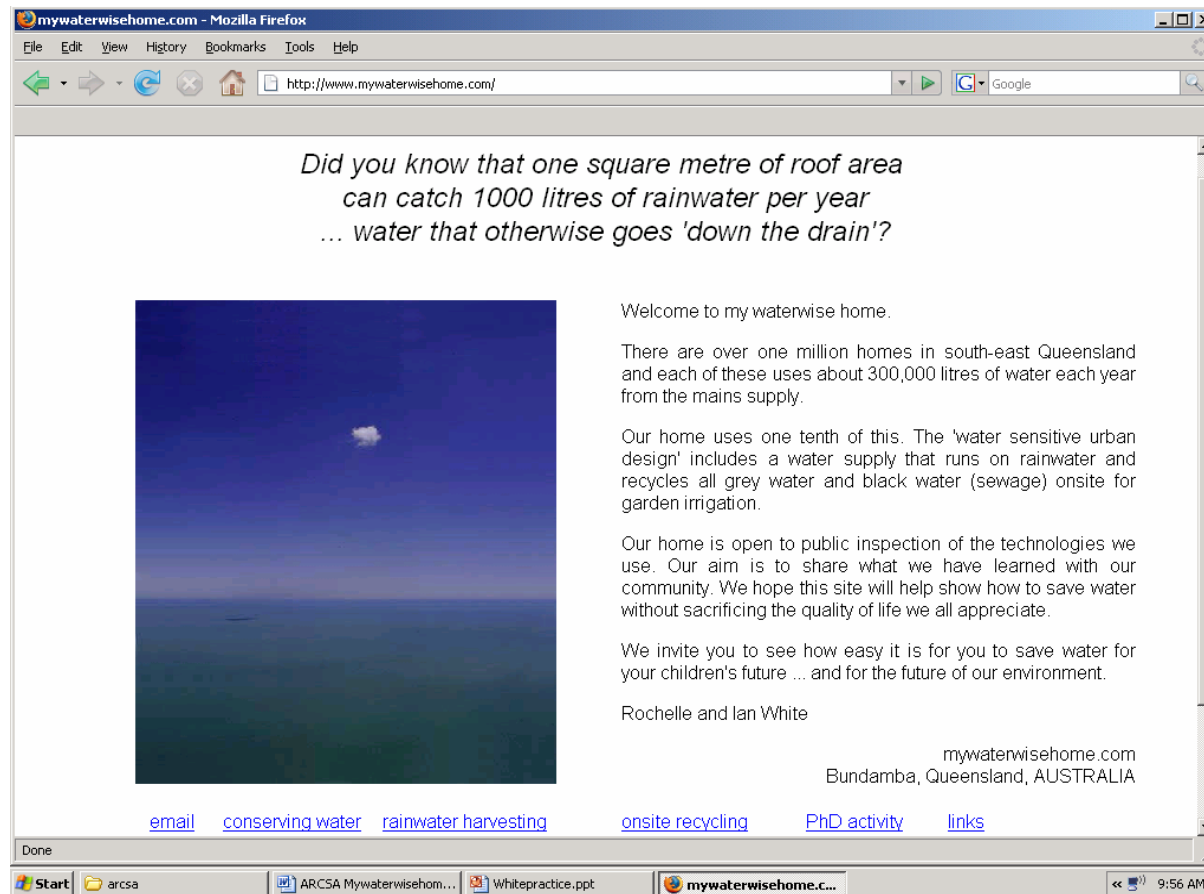 mywaterwisehome.com - Mozilla Firefox
File Edit View History Bookmarks Tools Help
http://www.mywaterwisehome.com/
G Google
Did you know that one square metre of roof area
can catch 1000 litres of rainwater per year
... water that otherwise goes 'down the drain'?
Welcome to my waterwise home.
There are over one million homes in south-east Queensland
and each of these uses about 300,000 litres of water each year
from the mains supply.
Our home uses one tenth of this. The 'water sensitive urban
design' includes a water supply that runs on rainwater and
recycles all grey water and black water (sewage) onsite for
garden irrigation.
Our home is open to public inspection of the technologies we
use. Our aim is to share what we have learned with our
community. We hope this site will help show how to save water
without sacrificing the quality of life we all appreciate.
We invite you to see how easy it is for you to save water for
your children's future ... and for the future of our environment.
Rochelle and Ian White
mywaterwisehome.com
Bundamba, Queensland, AUSTRALIA
email conserving water rainwater harvesting onsite recycling PhD activity links
Done
Start arcsa ARCSA Mywaterwisehom... Whitepractice.ppt mywaterwisehome.c... « 9:56 AM